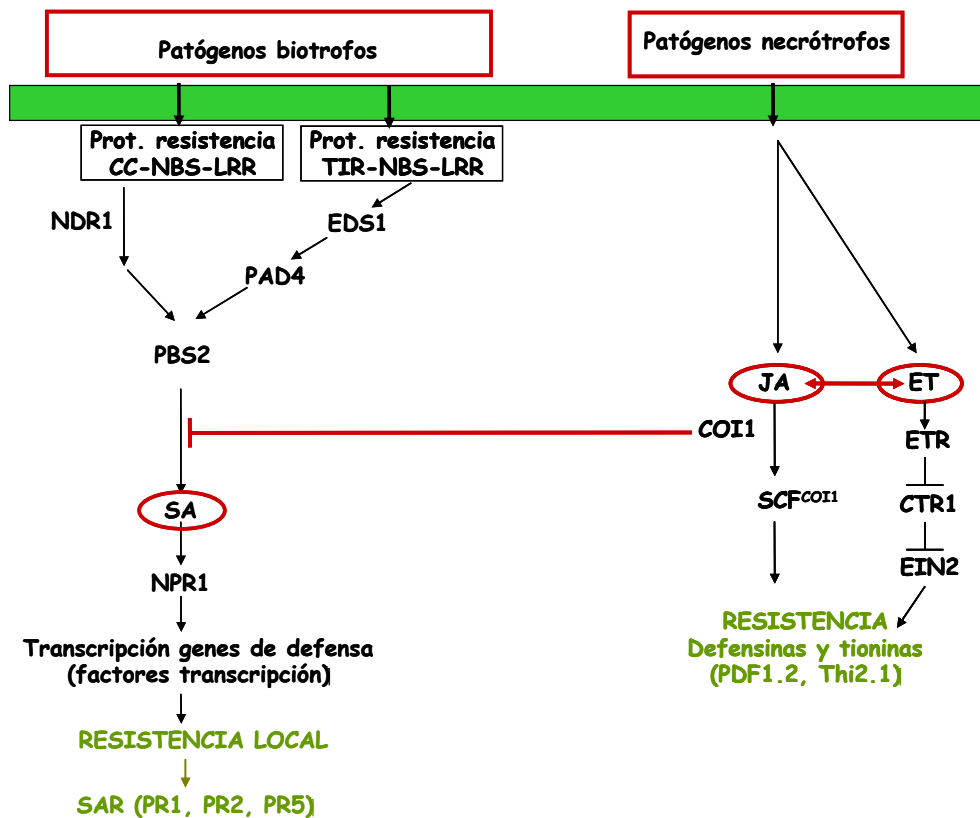 Patógenos biotrofos
Patógenos necrótrofos
Prot. resistencia
CC-NBS-LRR
Prot. resistencia
TIR-NBS-LRR
NDR1
EDS1
PAD4
PBS2
JA
ET
COI1
ETR
SA
SCFCOI1
CTR1
NPR1
EIN2
Transcripción genes de defensa
(factores transcripción)
RESISTENCIA
Defensinas y tioninas
(PDF1.2, Thi2.1)
RESISTENCIA LOCAL
SAR (PR1, PR2, PR5)